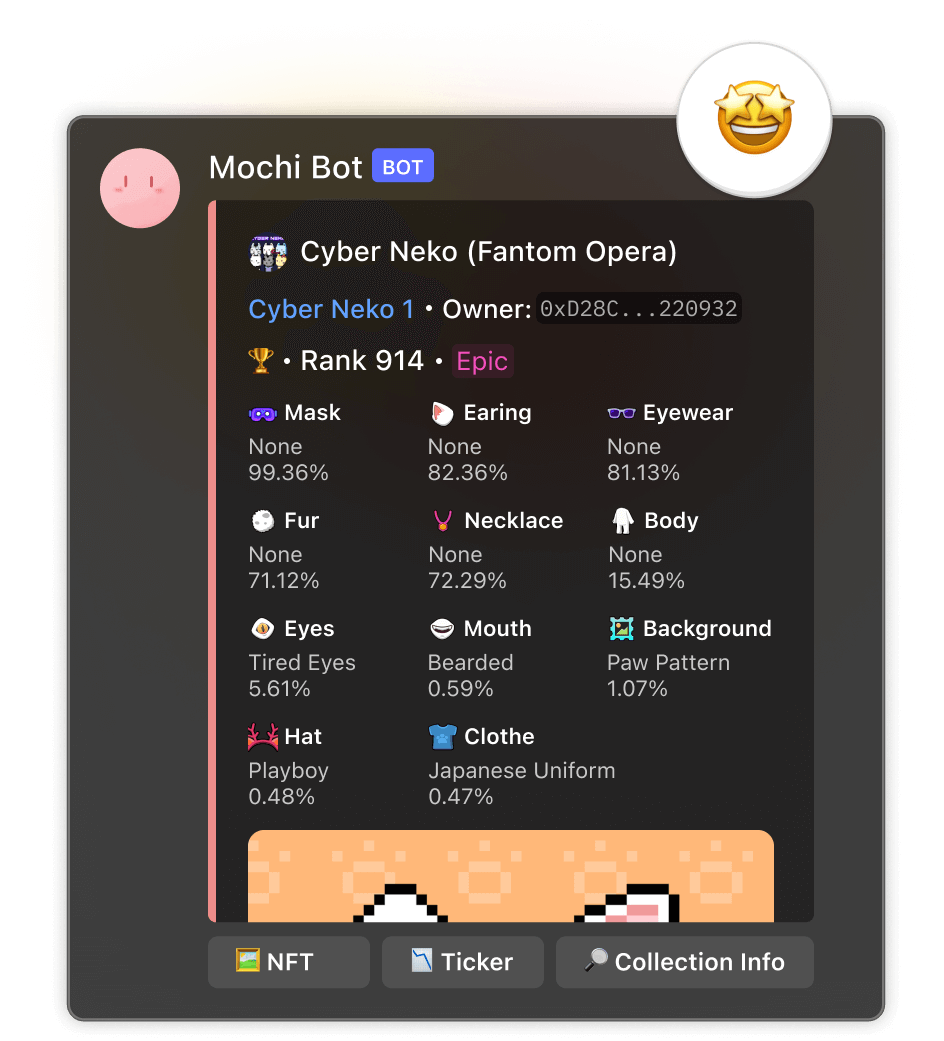 Mochi Bot BOT
Cyber Neko (Fantom Opera)
Cyber Neko 1 • Owner: 0xD28C...220932
• Rank 914 • Epic
Mask Earing Eyewear
None None None
99.36% 82.36% 81.13%
Fur Necklace Body
None None None
71.12% 72.29% 15.49%
Eyes Mouth Background
Tired Eyes Bearded Paw Pattern
5.61% 0.59% 1.07%
Hat Clothe
Playboy Japanese Uniform
0.48% 0.47%
NFT Ticker Collection Info